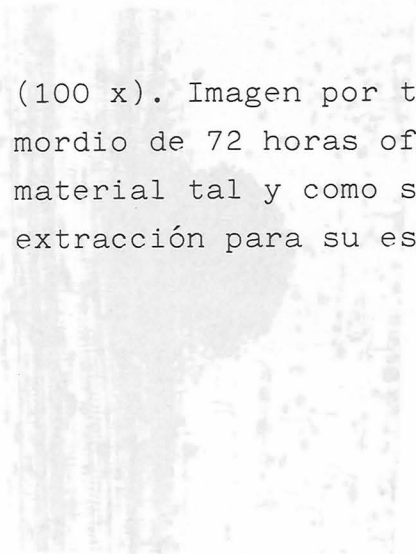 (100 x). Imagen por t
mordio de 72 horas of
material tal y como s
extracción para su es